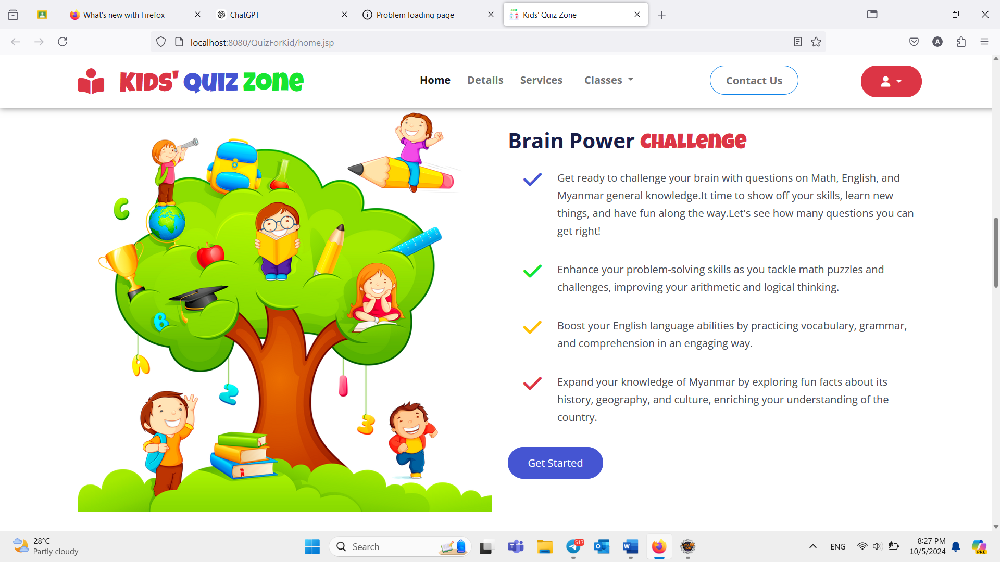 What's new with Firefox
ChatGPT
Problem loading page
Kids' Quiz Zone
localhost:8080/QuizForKid/home.jsp
A
KIDS' QUIZ ZONE
Home
Details
Services
Classes
Contact Us
Brain Power CHALLENGE
Get ready to challenge your brain with questions on Math, English, and
Myanmar general knowledge.It time to show off your skills, learn new
things, and have fun along the way.Let's see how many questions you can
get right!
Enhance your problem-solving skills as you tackle math puzzles and
challenges, improving your arithmetic and logical thinking.
Boost your English language abilities by practicing vocabulary, grammar,
and comprehension in an engaging way.
Expand your knowledge of Myanmar by exploring fun facts about its
history, geography, and culture, enriching your understanding of the
country.
Get Started
C
B
A
2
1
3
28°C
Partly cloudy
Search
517
ENG
8:27 PM
10/5/2024
PRE